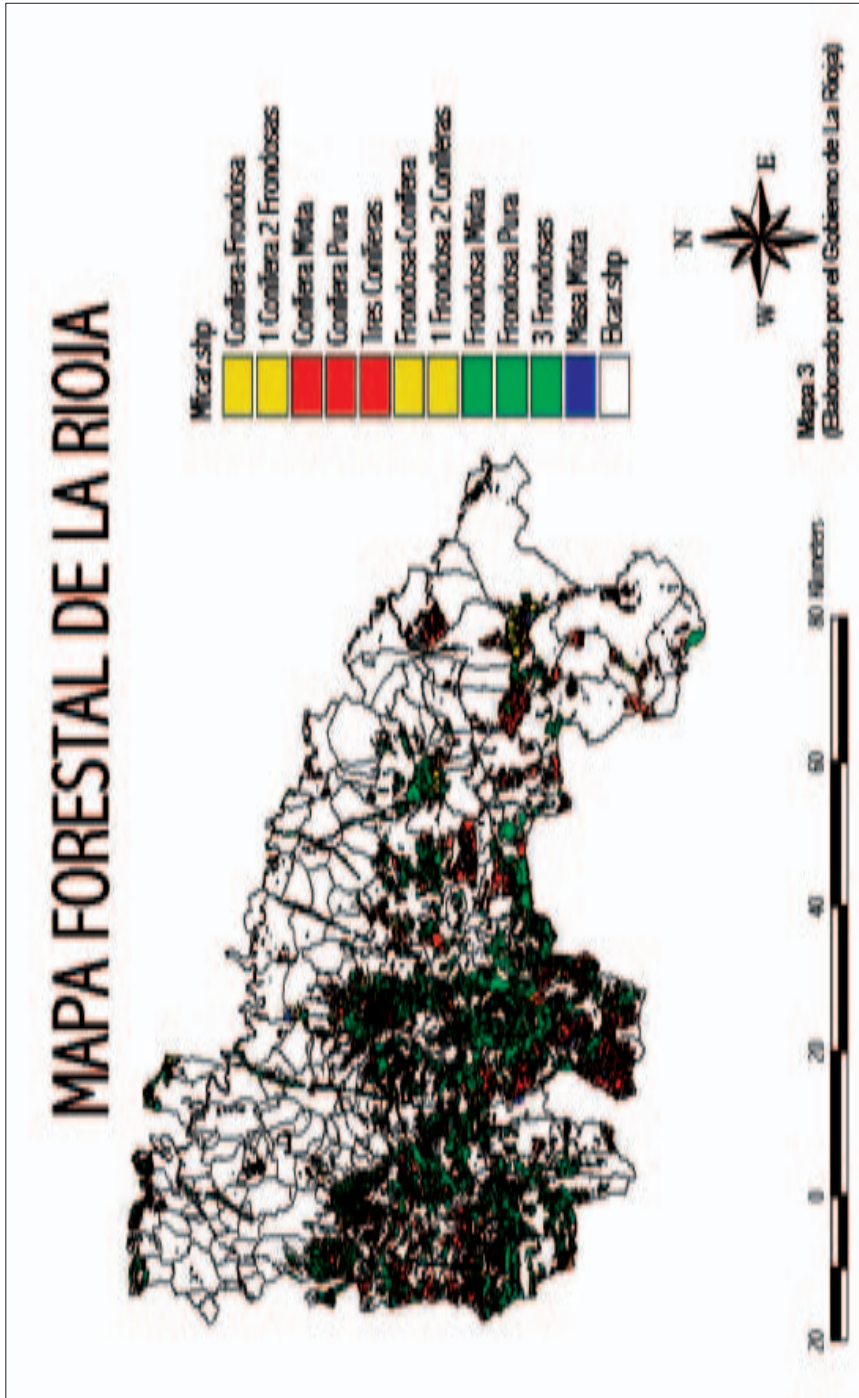 MAPA FORESTAL DE LA RIOJA
Mfcar.shp
Conífera-Frondosa
1 Conífera 2 Frondosas
Conífera Mixta
Conífera Pura
Tres Coníferas
Frondosa-Conífera
1 Frondosa 2 Coníferas
Frondosa Mixta
Frondosa Pura
3 Frondosas
Masa Mixta
Elcar.shp
N
W
E
20 0 20 40 60 80 Kilometers
Mapa 3
(Elaborado por el Gobierno de La Rioja)